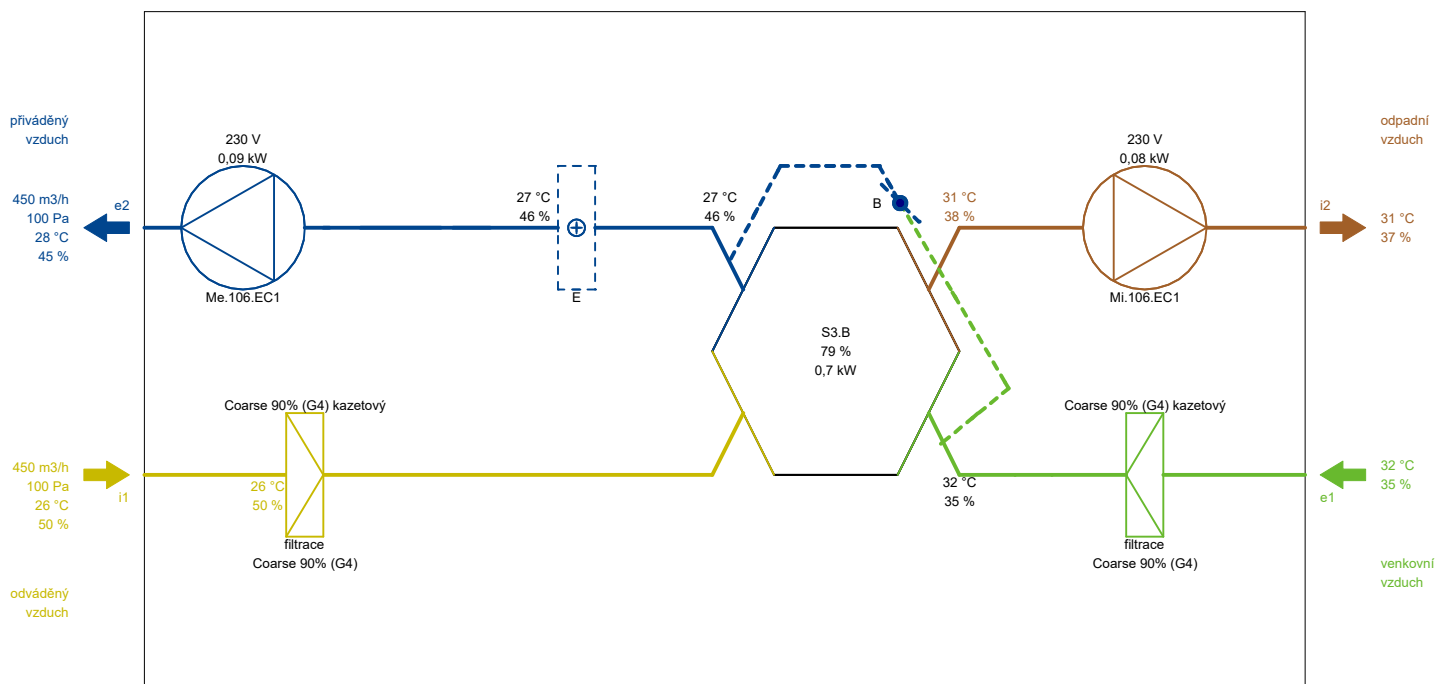 přiváděný
vzduch
450 m3/h
100 Pa
28 °C
45 %
e2
230 V
0,09 kW
Me.106.EC1
27 °C
46 %
E
27 °C
46 %
B
31 °C
38 %
230 V
0,08 kW
Mi.106.EC1
odpadní
vzduch
i2
31 °C
37 %
S3.B
79 %
0,7 kW
450 m3/h
100 Pa
26 °C
50 %
i1
odváděný
vzduch
Coarse 90% (G4) kazetový
26 °C
50 %
filtrace
Coarse 90% (G4)
32 °C
35 %
Coarse 90% (G4) kazetový
filtrace
Coarse 90% (G4)
32 °C
35 %
e1
venkovní
vzduch